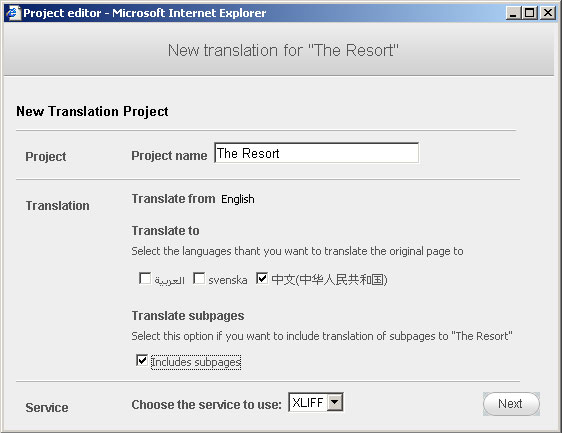 Project editor - Microsoft Internet Explorer
New translation for "The Resort"
New Translation Project
Project Project name The Resort
Translation Translate from English
Translate to
Select the languages thant you want to translate the original page to
العربية svenska 中文(中华人民共和国)
Translate subpages
Select this option if you want to include translation of subpages to "The Resort"
Includes subpages
Service Choose the service to use: XLIFF Next